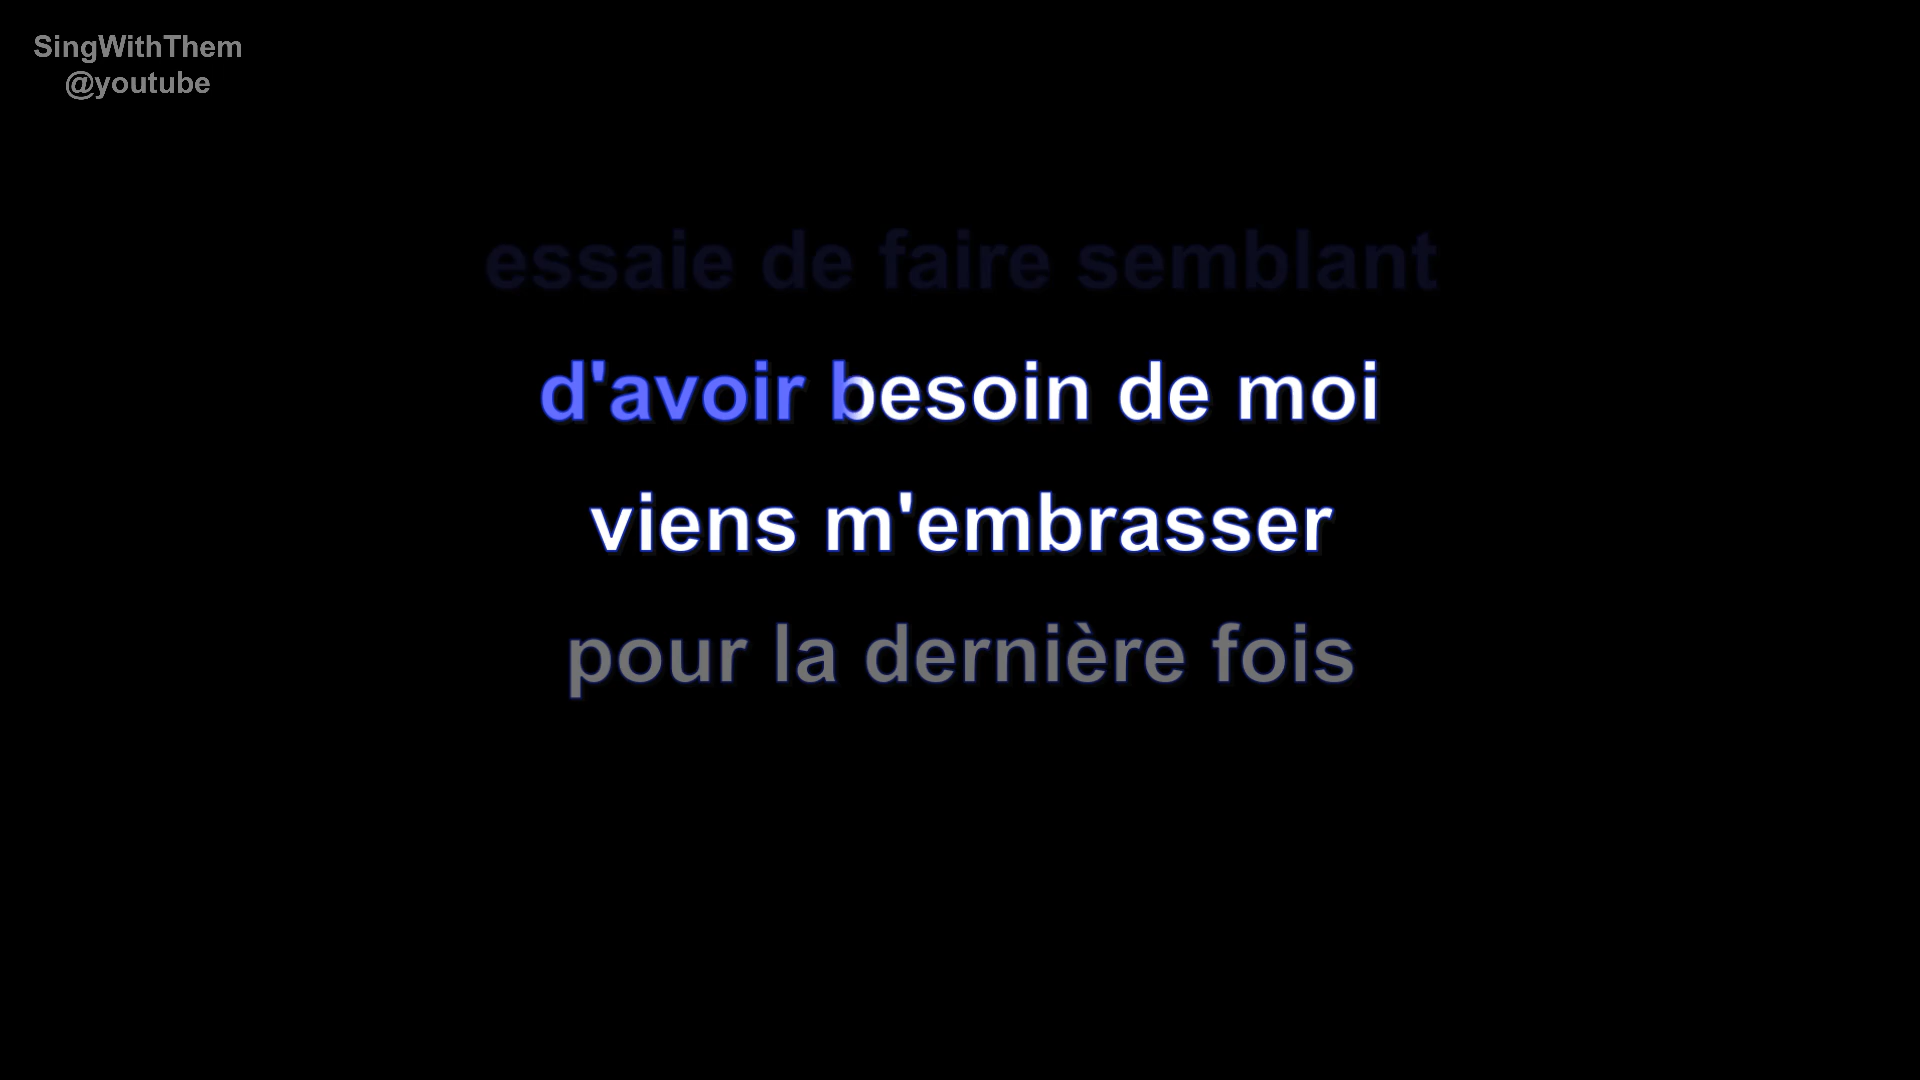 SingWithThem
@youtube
essaie de faire semblant
d'avoir besoin de moi
viens m'embrasser
pour la dernière fois